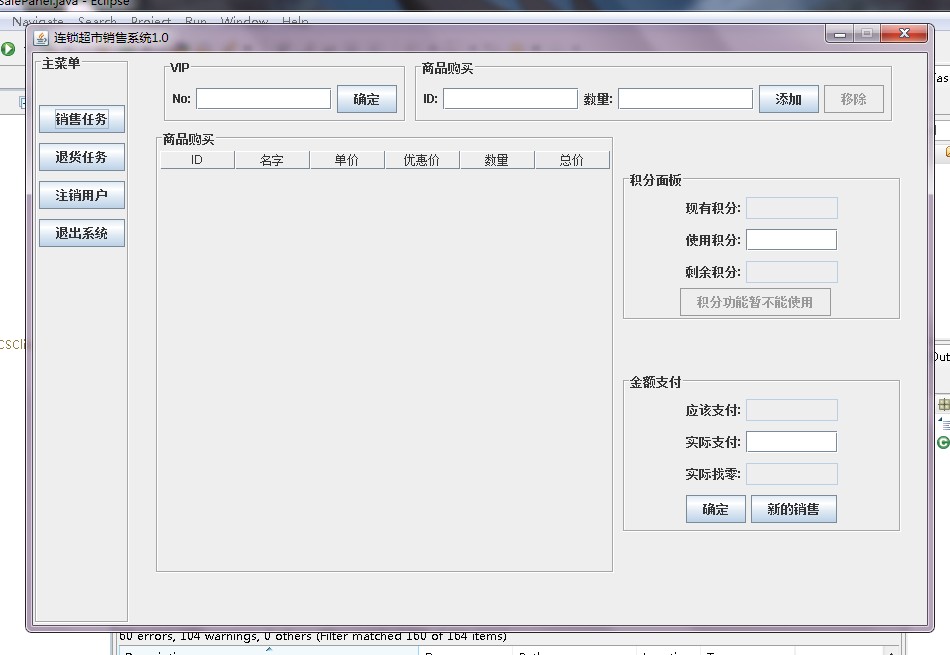 salePanel.java - Eclipse
Navigate Search Project Run Window Help
连锁超市销售系统1.0
主菜单
销售任务
退货任务
注销用户
退出系统
VIP
No:
确定
商品购买
ID:
数量:
添加
移除
商品购买
ID 名字 单价 优惠价 数量 总价
积分面板
现有积分:
使用积分:
剩余积分:
积分功能暂不能使用
金额支付
应该支付:
实际支付:
实际找零:
确定
新的销售
60 errors, 104 warnings, 0 others (Filter matched 160 of 164 items)